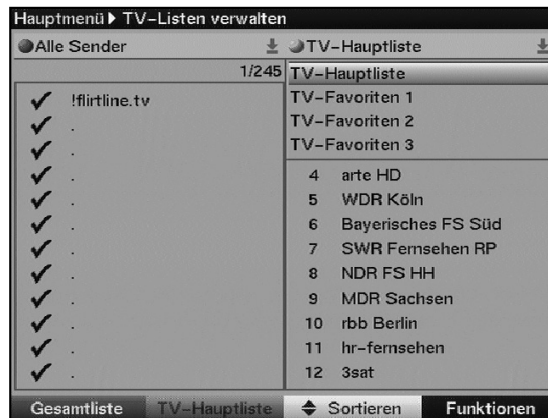 Hauptmenü TV-Listen verwalten
Alle Sender
1/245
!flirtline.tv
.
.
.
.
.
.
.
.
.
.
TV-Hauptliste
TV-Hauptliste
TV-Favoriten 1
TV-Favoriten 2
TV-Favoriten 3
4 arte HD
5 WDR Köln
6 Bayerisches FS Süd
7 SWR Fernsehen RP
8 NDR FS HH
9 MDR Sachsen
10 rbb Berlin
11 hr-fernsehen
12 3sat
Gesamtliste TV-Hauptliste Sortieren Funktionen